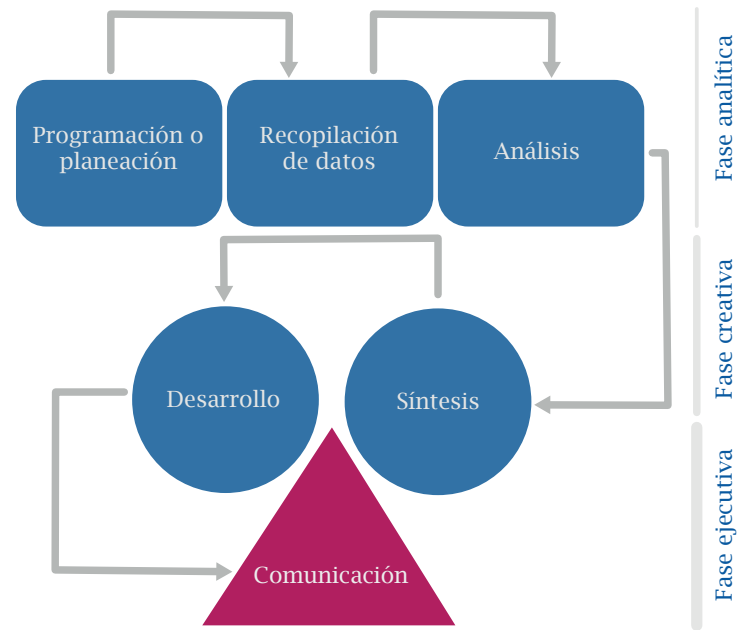 Programación o
planeación
Recopilación
de datos
Análisis
Fase analítica
Desarrollo
Síntesis
Fase creativa
Comunicación
Fase ejecutiva